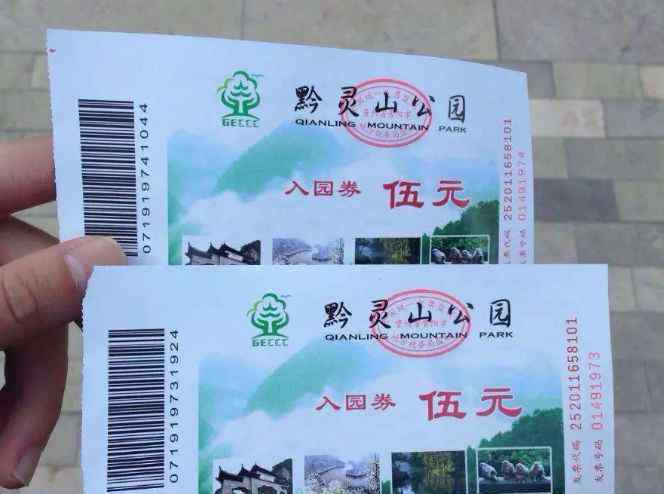 GECCC
黔灵山公园
QIANLING MOUNTAIN PARK
入园券 伍元
071919741044
发票代码 252011658101
发票号码 01491974
GECCC
黔灵山公园
QIANLING MOUNTAIN PARK
入园券 伍元
071919731924
发票代码 252011658101
发票号码 01491973